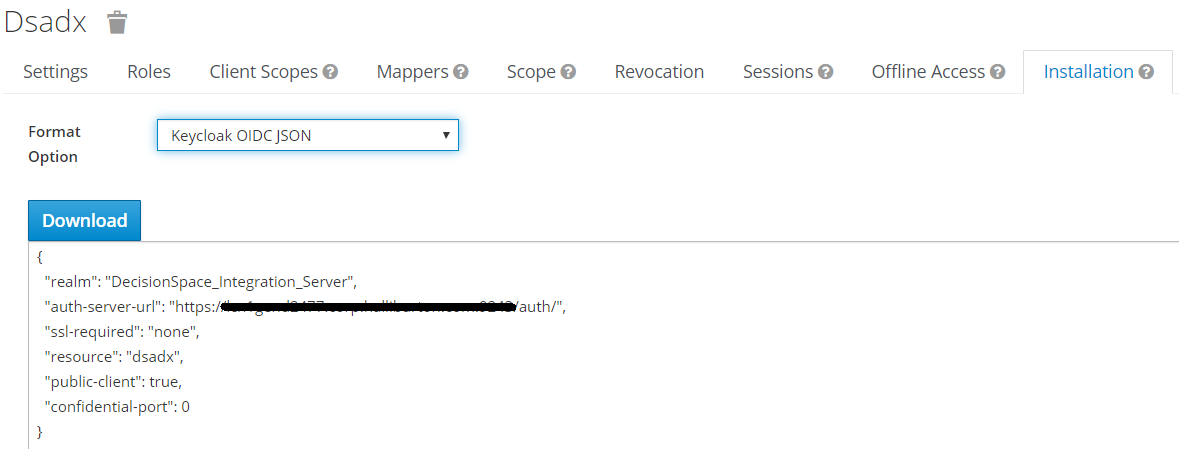 Dsadx
Settings Roles Client Scopes Mappers Scope Revocation Sessions Offline Access Installation
Format Option
Keycloak OIDC JSON
Download
{
"realm": "DecisionSpace_Integration_Server",
"auth-server-url": "https:/ /auth/",
"ssl-required": "none",
"resource": "dsadx",
"public-client": true,
"confidential-port": 0
}